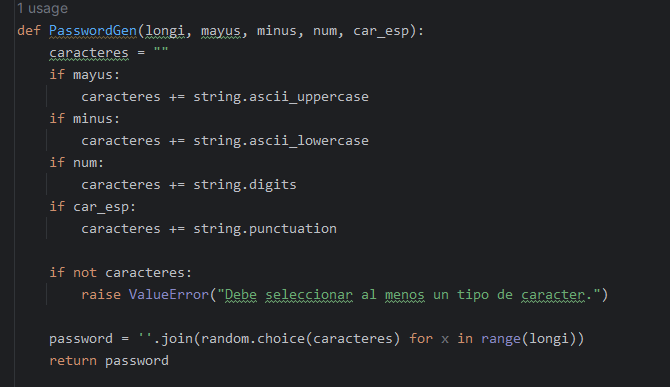 1 usage
def PasswordGen(longi, mayus, minus, num, car_esp):
    caracteres = ""
    if mayus:
        caracteres += string.ascii_uppercase
    if minus:
        caracteres += string.ascii_lowercase
    if num:
        caracteres += string.digits
    if car_esp:
        caracteres += string.punctuation

    if not caracteres:
        raise ValueError("Debe seleccionar al menos un tipo de caracter.")

    password = ''.join(random.choice(caracteres) for x in range(longi))
    return password